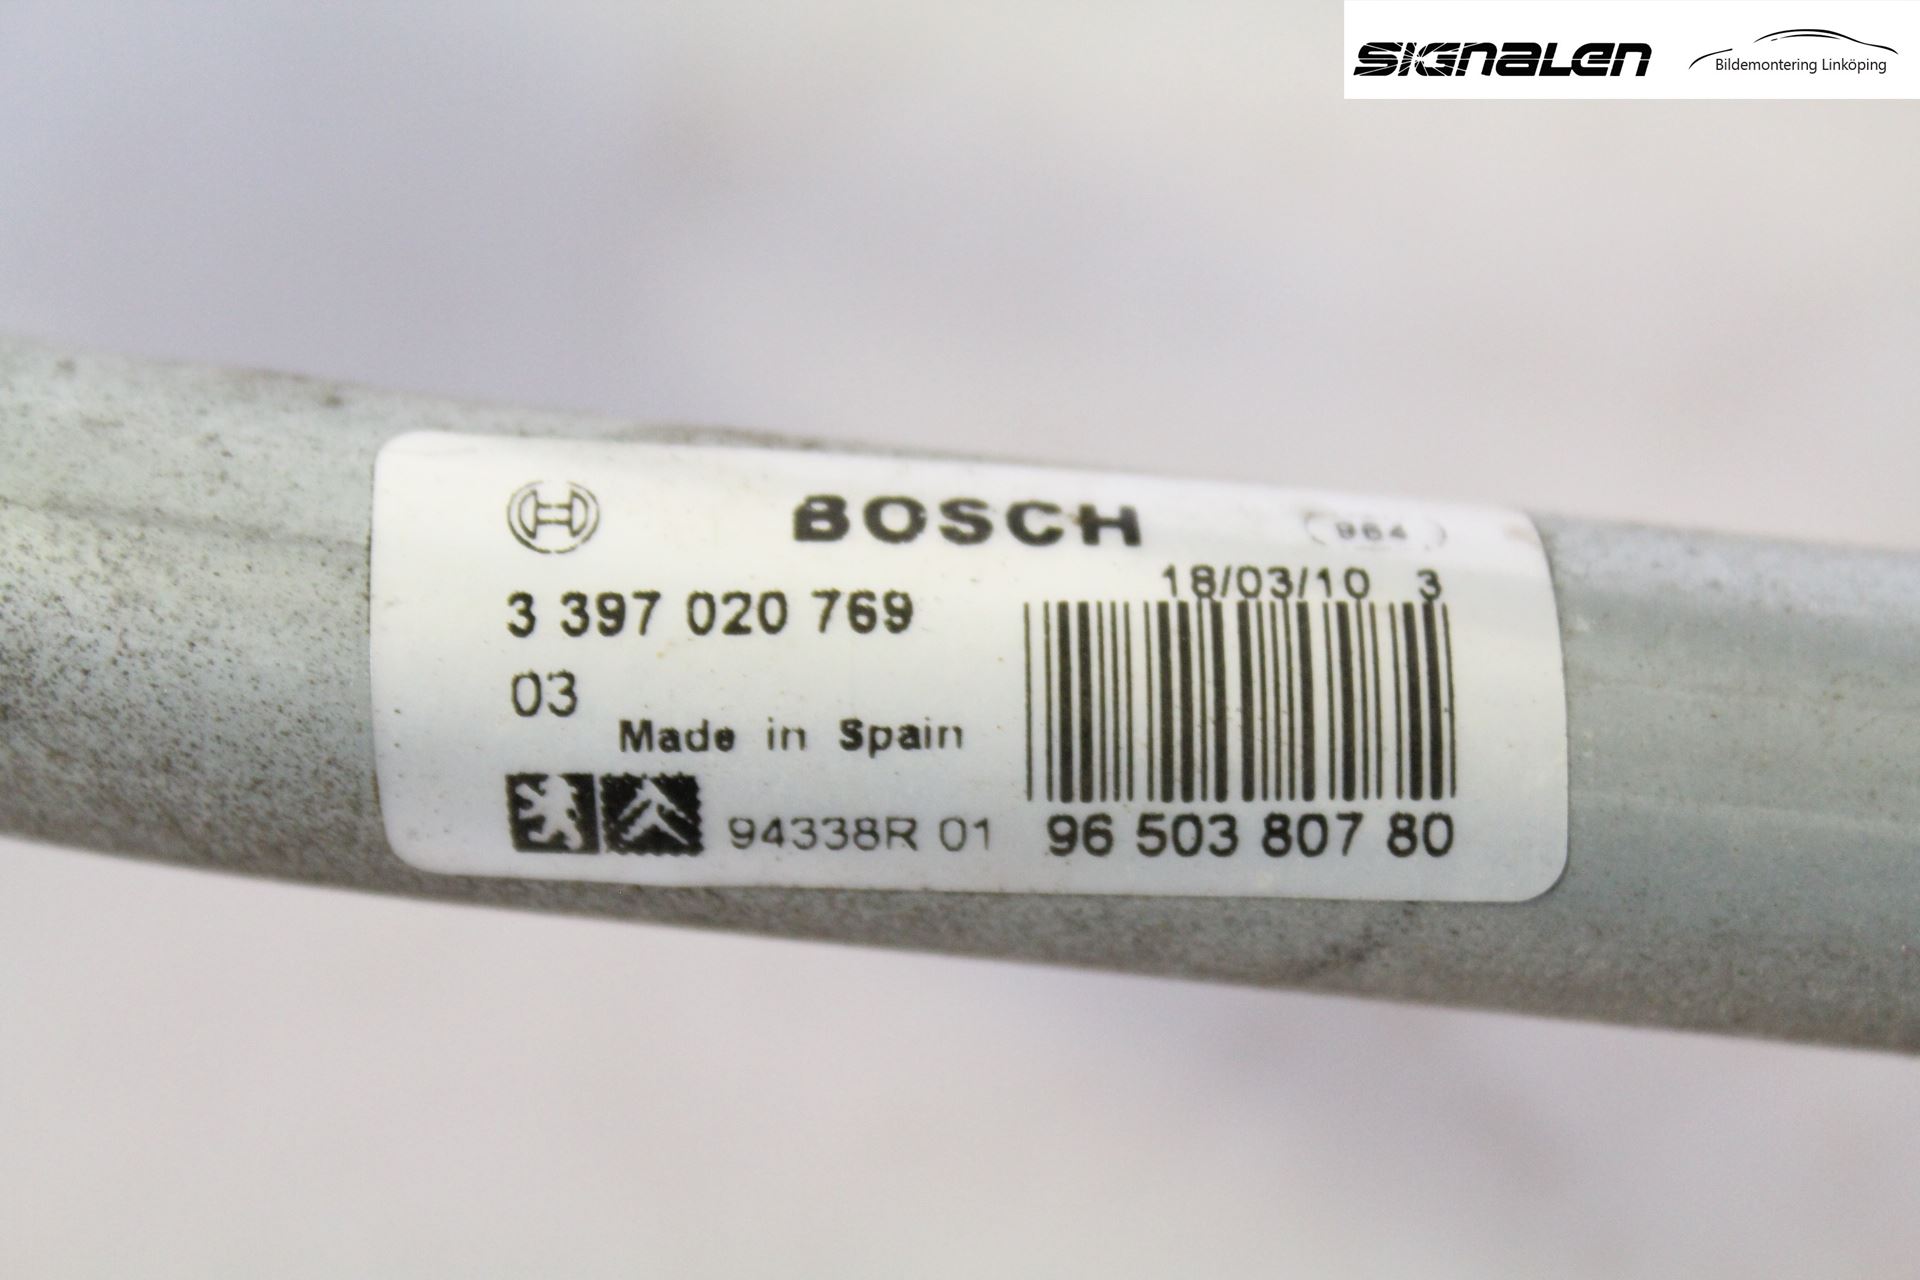 SIGNALEN
Bildemontering Linköping
BOSCH
(964)
18/03/10 3
3 397 020 769
03
Made in Spain
94338R 01
96 503 807 80